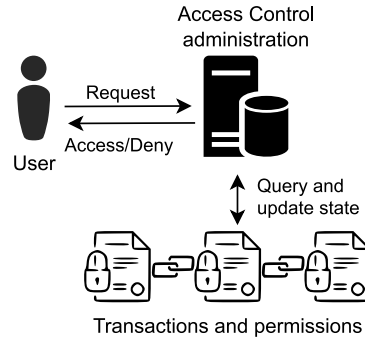 Access Control
administration
Request
Access/Deny
User
Query and
update state
Transactions and permissions